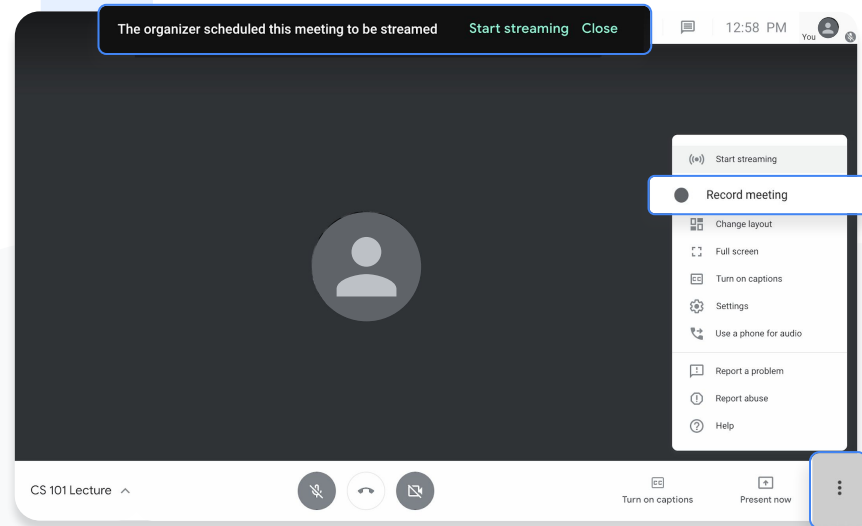 The organizer scheduled this meeting to be streamed Start streaming Close
12:58 PM
You
Start streaming
Record meeting
Change layout
Full screen
CC Turn on captions
Settings
Use a phone for audio
Report a problem
Report abuse
Help
CS 101 Lecture
CC
Turn on captions
Present now